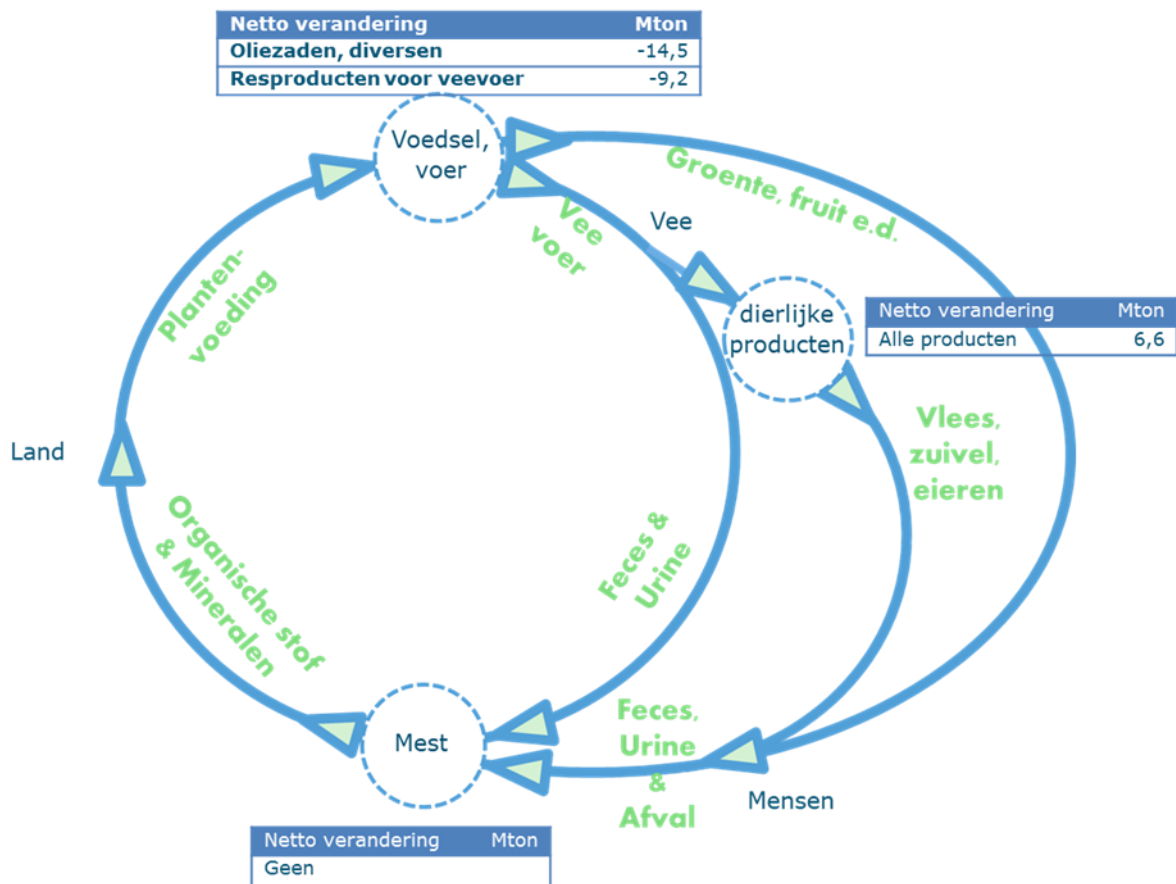 Netto verandering Mton
Oliezaden, diversen -14,5
Resproducten voor veevoer -9,2
Voedsel,
voer
Groente, fruit e.d.
Vee
voer
Vee
Planten-
voeding
dierlijke
producten
Netto verandering Mton
Alle producten 6,6
Vlees,
zuivel,
eieren
Land
Organische stof
& Mineralen
Feces &
Urine
Mest
Feces,
Urine
&
Afval
Mensen
Netto verandering Mton
Geen